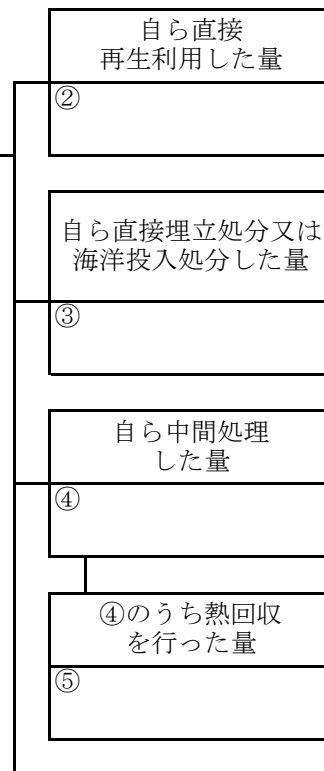 自ら直接
再生利用した量
②
自ら直接埋立処分又は
海洋投入処分した量
③
自ら中間処理
した量
④
④のうち熱回収
を行った量
⑤